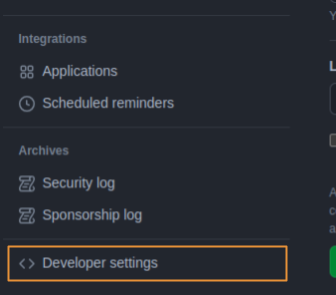 Integrations
Applications
Scheduled reminders
Archives
Security log
Sponsorship log
Developer settings